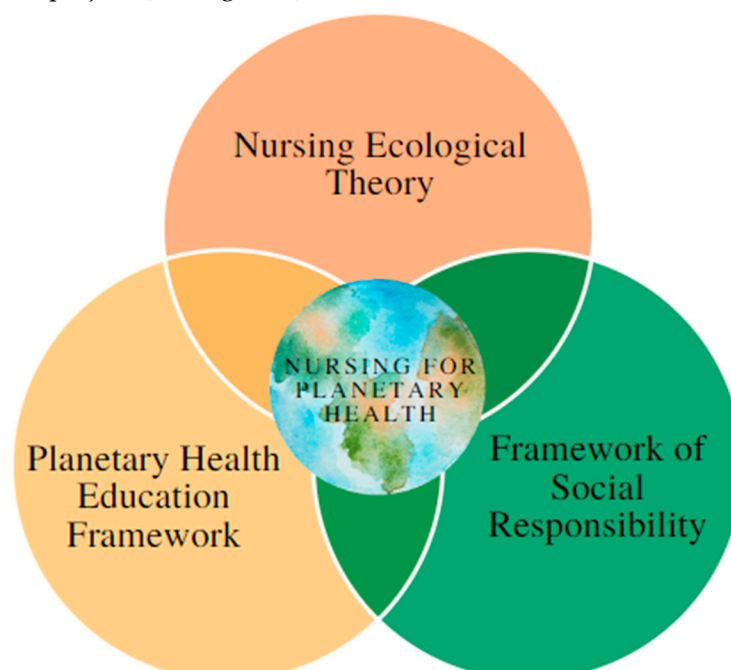 Nursing Ecological
Theory
NURSING FOR
PLANETARY
HEALTH
Planetary Health
Education
Framework
Framework of
Social
Responsibility